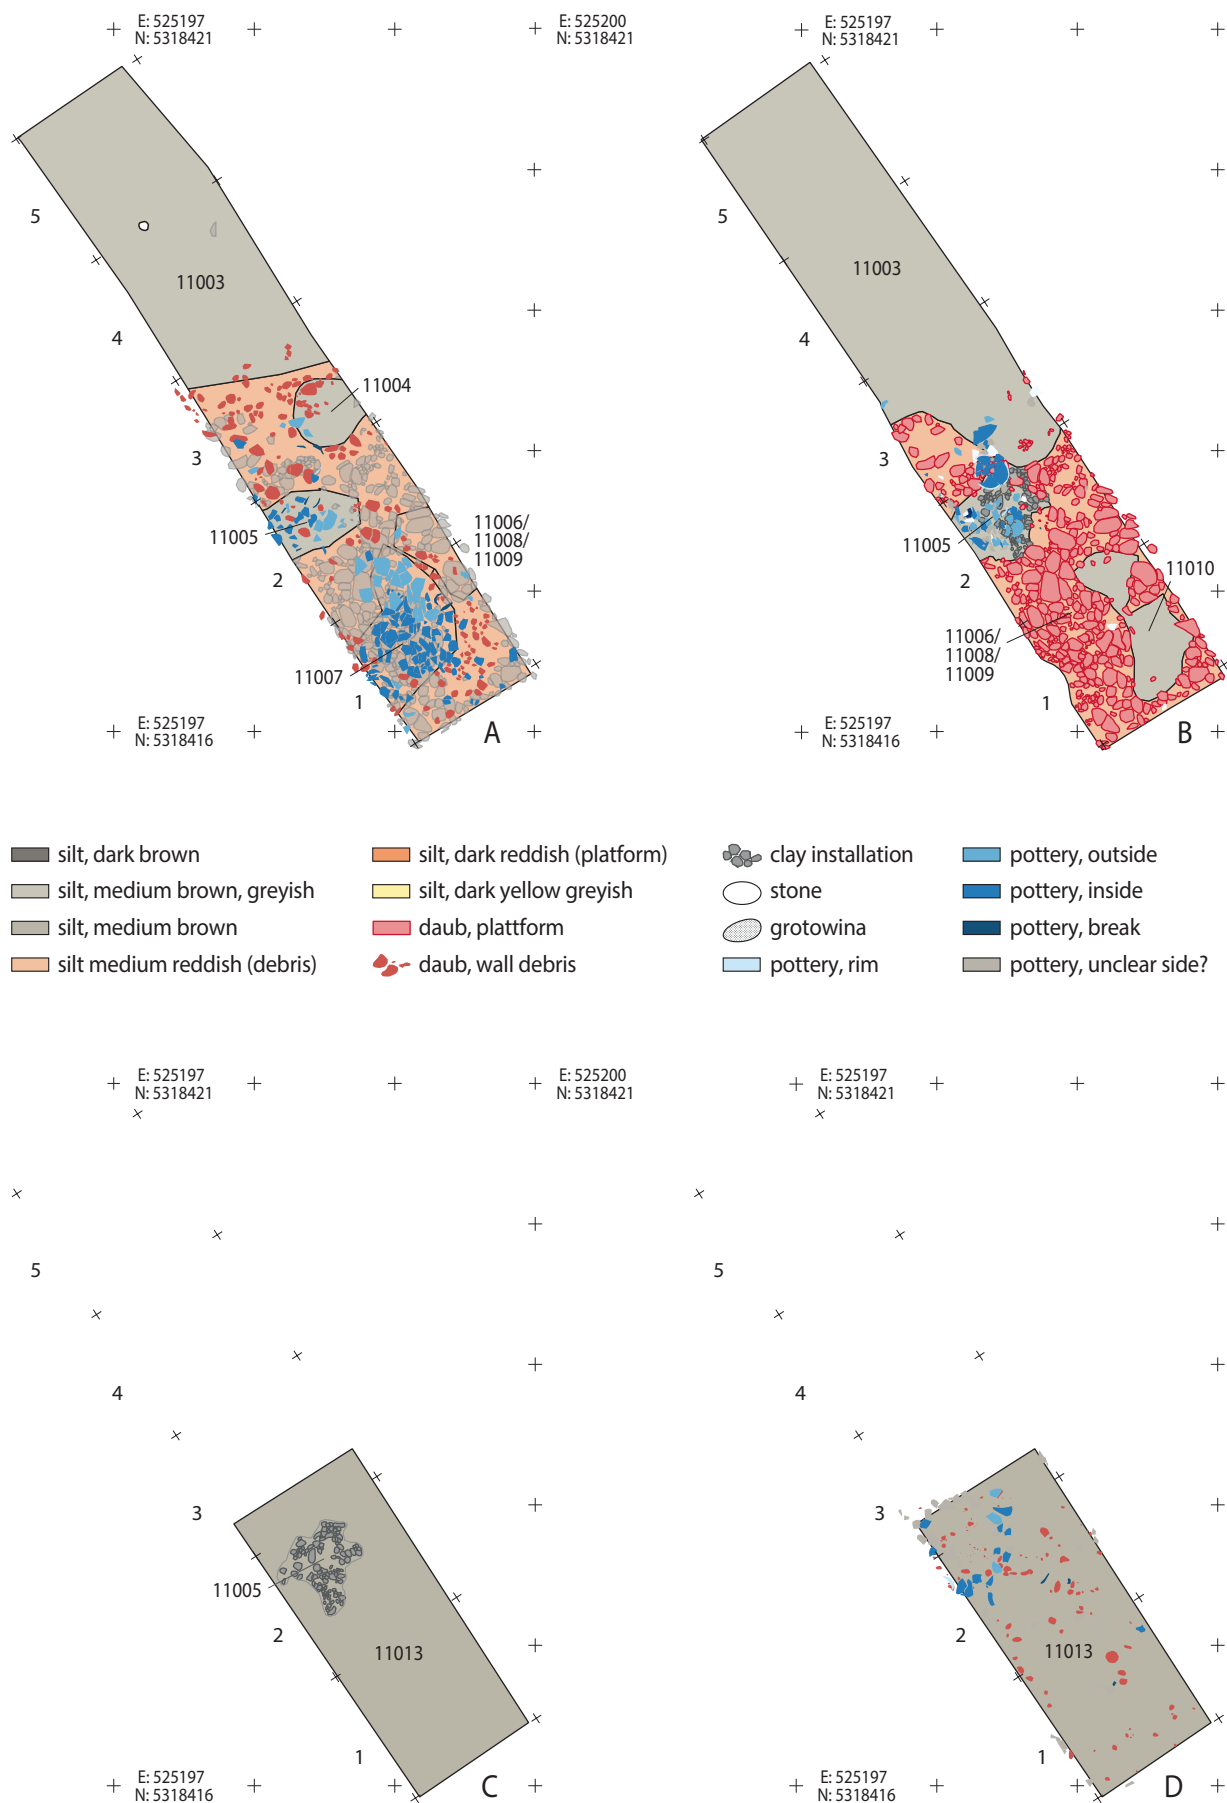 E: 525197
N: 5318421
E: 525200
N: 5318421
5
11003
4
11004
3
11005
11006/
11008/
11009
2
11007
1
E: 525197
N: 5318416
A
E: 525197
N: 5318421
5
11003
4
3
11005
2
11010
11006/
11008/
11009
1
E: 525197
N: 5318416
B
silt, dark brown
silt, medium brown, greyish
silt, medium brown
silt medium reddish (debris)
silt, dark reddish (platform)
silt, dark yellow greyish
daub, plattform
daub, wall debris
clay installation
stone
grotowina
pottery, rim
pottery, outside
pottery, inside
pottery, break
pottery, unclear side?
E: 525197
N: 5318421
E: 525200
N: 5318421
5
4
3
11005
2
11013
1
E: 525197
N: 5318416
C
E: 525197
N: 5318421
5
4
3
2
11013
1
E: 525197
N: 5318416
D